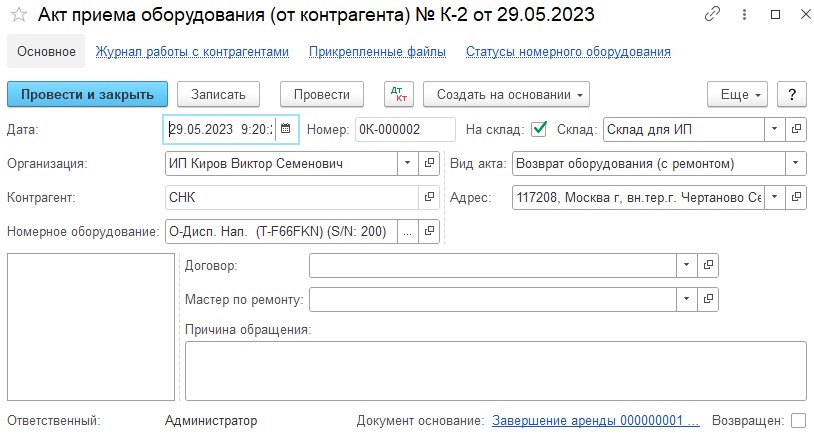 Акт приема оборудования (от контрагента) № К-2 от 29.05.2023
Основное Журнал работы с контрагентами Прикрепленные файлы Статусы номерного оборудования
Провести и закрыть Записать Провести Дт Кт Создать на основании Еще ?
Дата: 29.05.2023 9:20:2 Номер: 0К-000002 На склад: Склад: Склад для ИП
Организация: ИП Киров Виктор Семенович Вид акта: Возврат оборудования (с ремонтом)
Контрагент: СНК Адрес: 117208, Москва г, вн.тер.г. Чертаново Се
Номерное оборудование: О-Дисп. Нап. (T-F66FKN) (S/N: 200) ...
Договор:
Мастер по ремонту:
Причина обращения:
Ответственный: Администратор Документ основание: Завершение аренды 000000001 ... Возвращен: